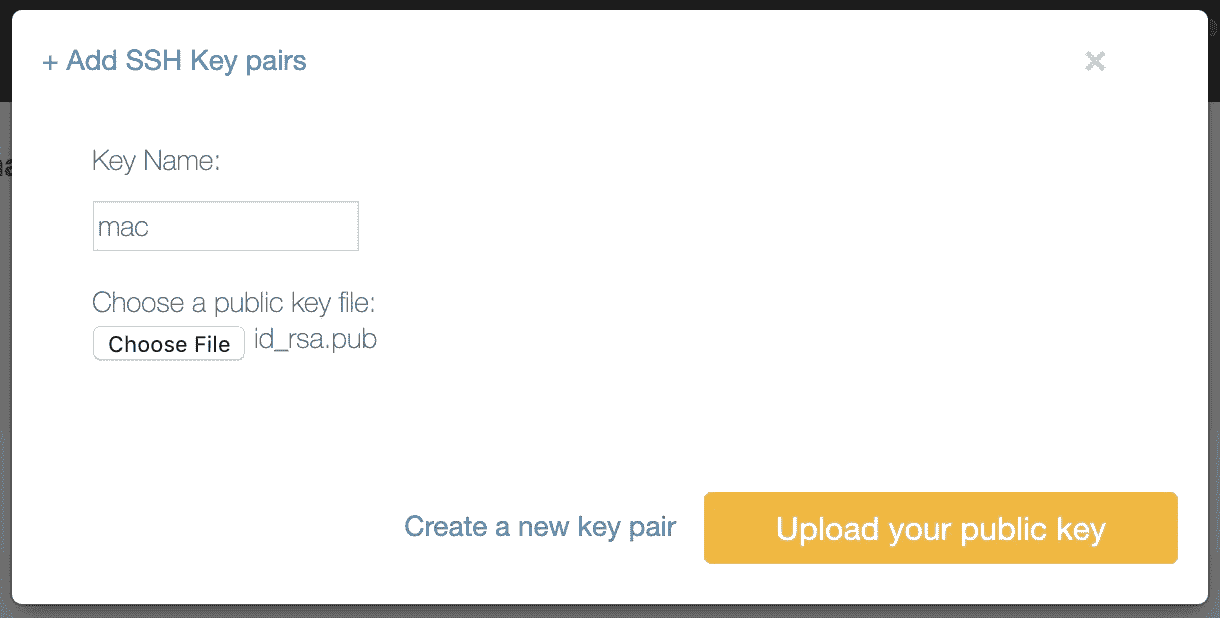 + Add SSH Key pairs
×
Key Name:
mac
Choose a public key file:
Choose File id_rsa.pub
Create a new key pair Upload your public key